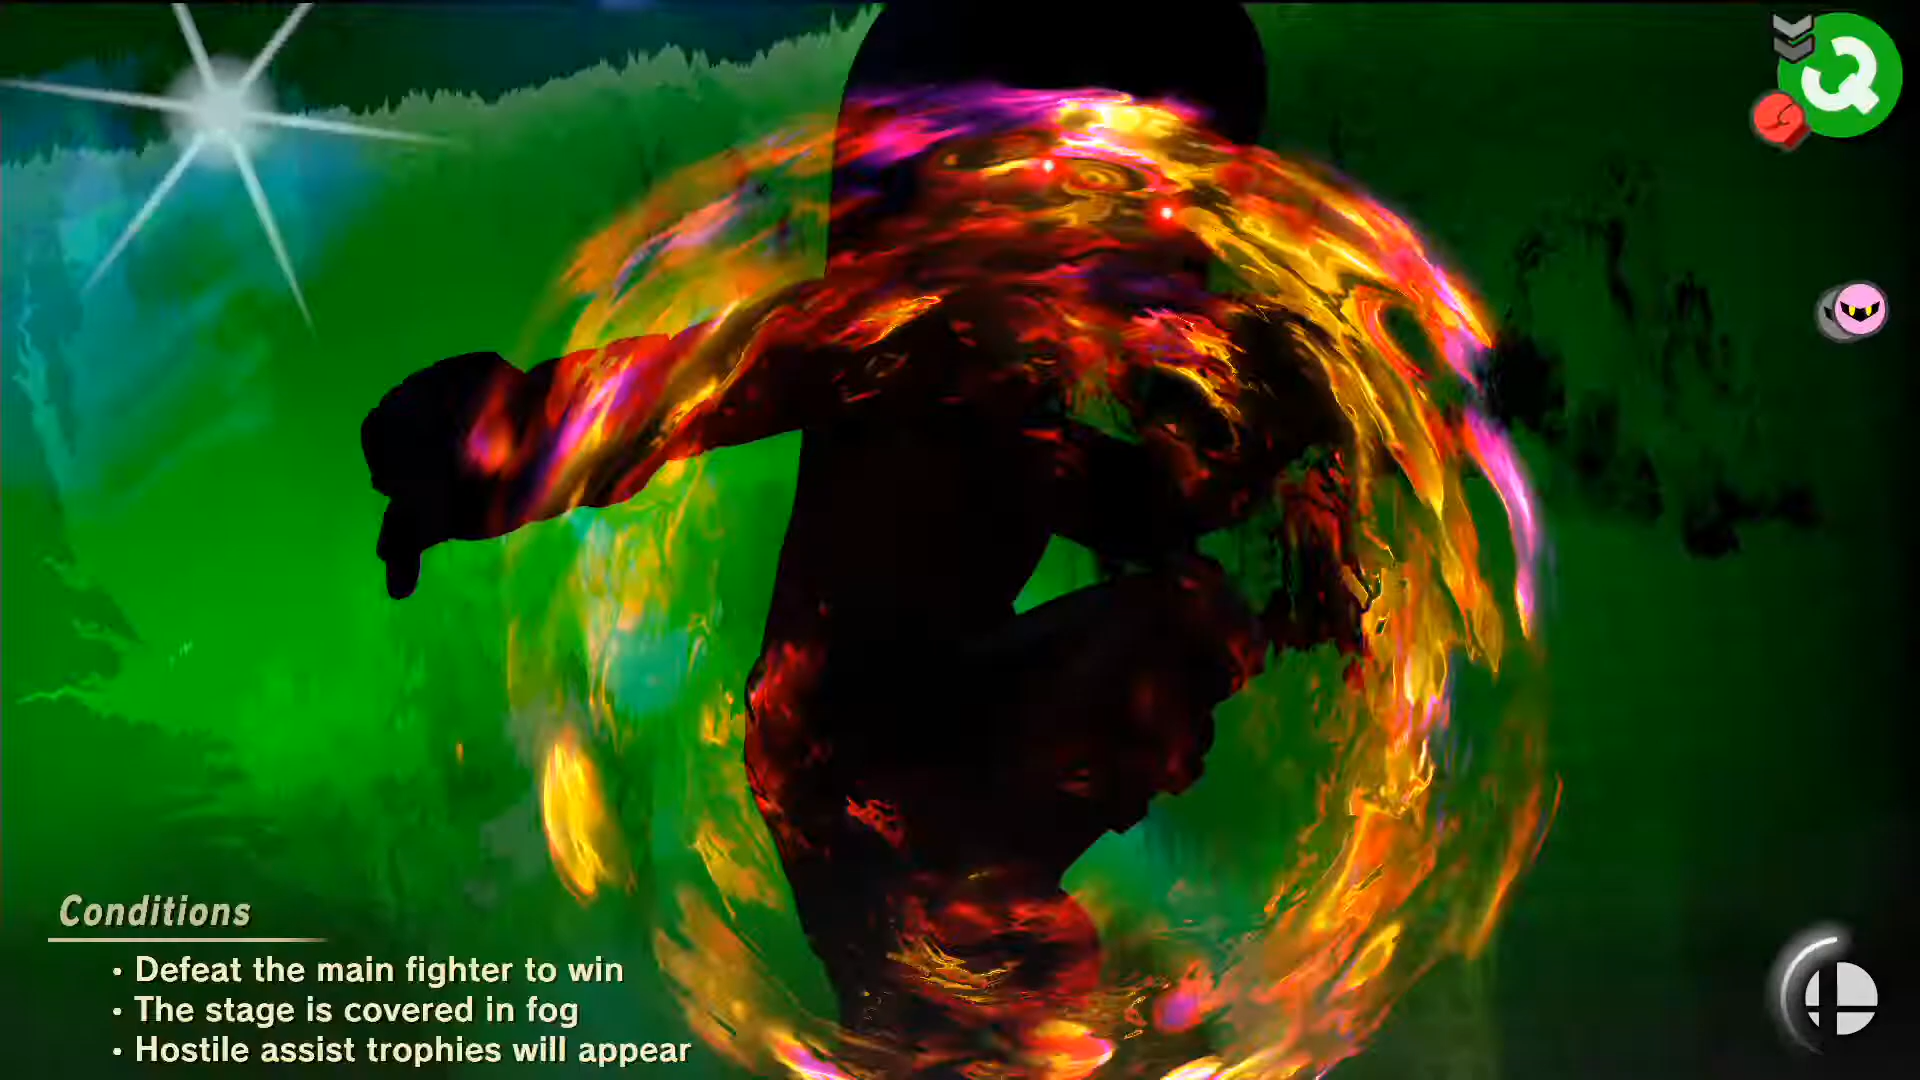 Q
Conditions
• Defeat the main fighter to win
• The stage is covered in fog
• Hostile assist trophies will appear